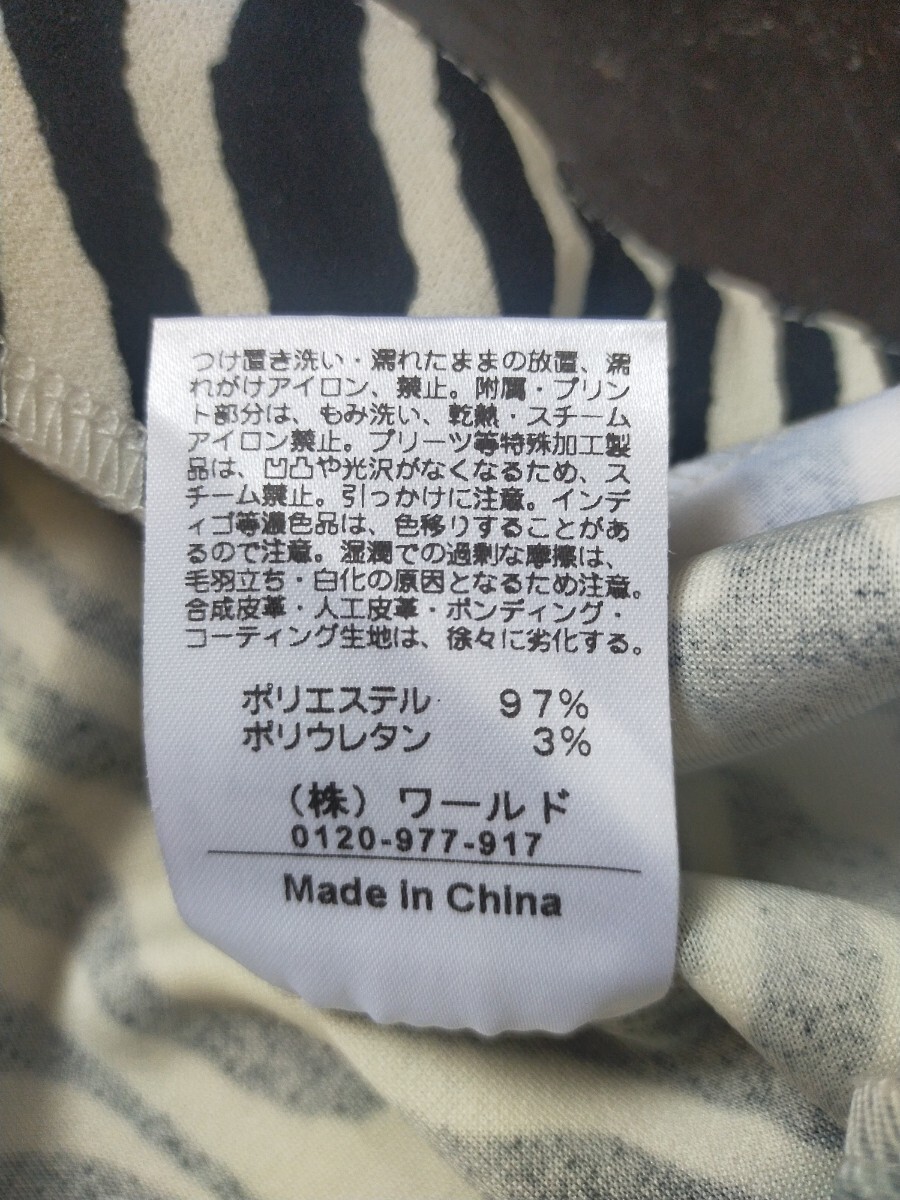 つけ置き洗い・濡れたままの放置、濡
れがけアイロン、禁止。附属・プリン
ト部分は、もみ洗い、乾熱・スチーム
アイロン禁止。プリーツ等特殊加工製
品は、凹凸や光沢がなくなるため、ス
チーム禁止。引っかけに注意。インデ
ィゴ等濃色品は、色移りすることがあ
るので注意。湿潤での過剰な摩擦は、
毛羽立ち・白化の原因となるため注意。
合成皮革・人工皮革・ボンディング・
コーティング生地は、徐々に劣化する。
ポリエステル 97%
ポリウレタン 3%
（株）ワールド
0120-977-917
Made in China